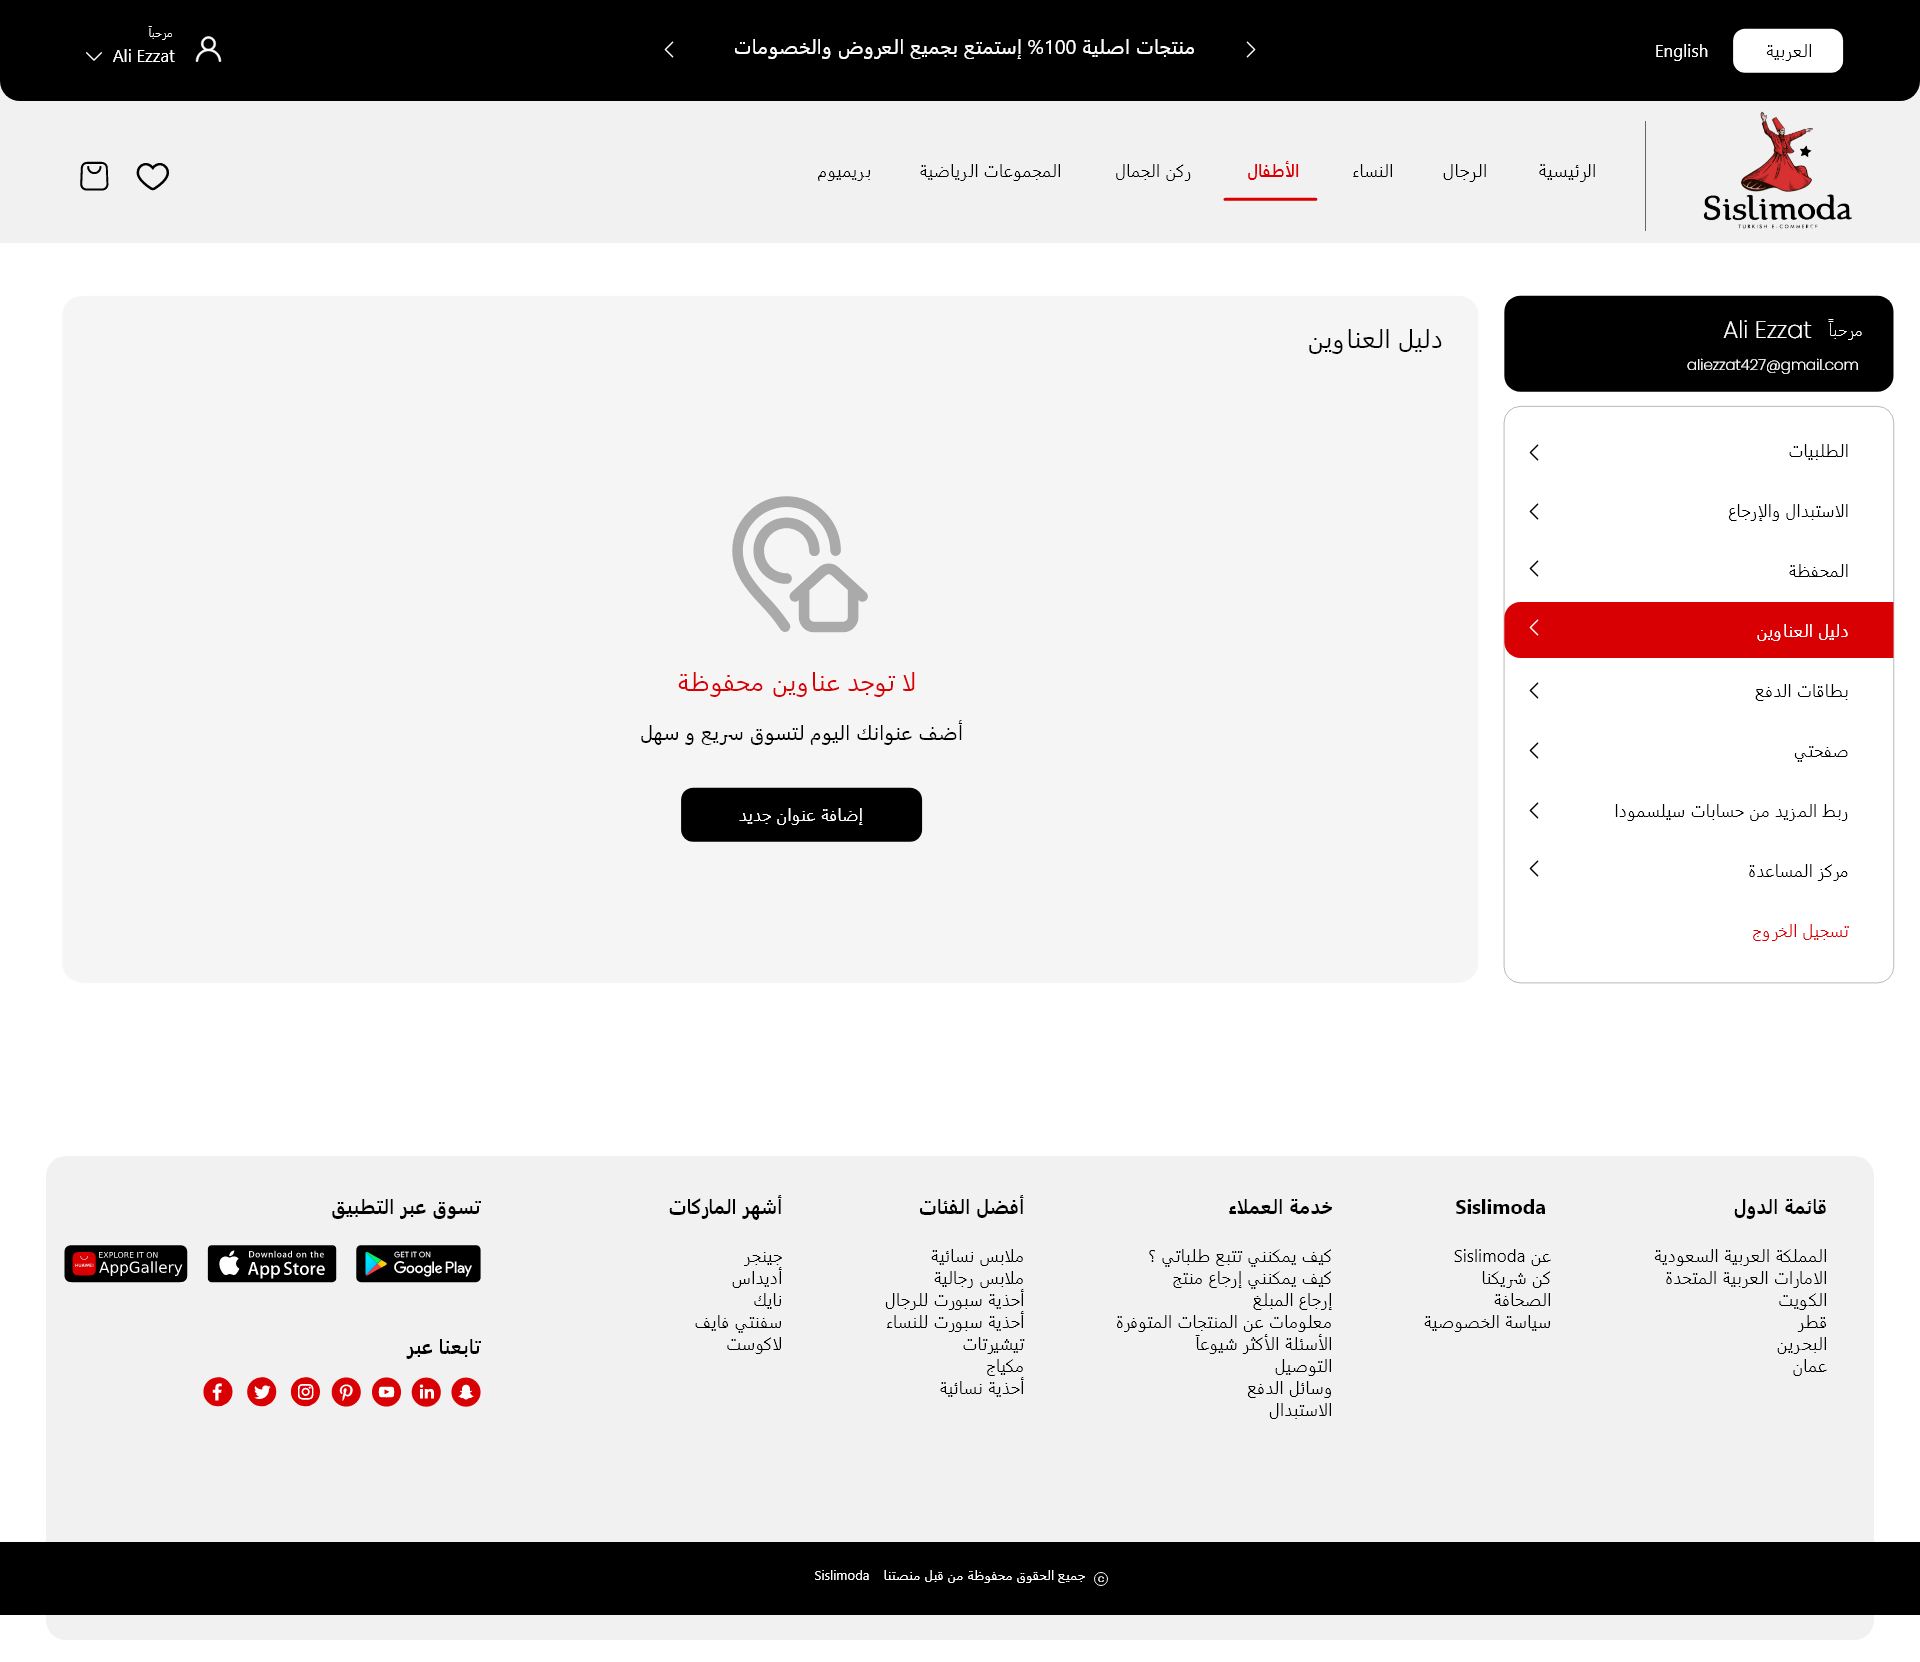 العربية
English
منتجات اصلية 100% إستمتع بجميع العروض والخصومات
مرحباً
Ali Ezzat
Sislimoda
TURKISH E-COMMERCE
الرئيسية
الرجال
النساء
الأطفال
ركن الجمال
المجموعات الرياضية
بريميوم
مرحباً Ali Ezzat
aliezzat427@gmail.com
الطلبيات
الاستبدال والإرجاع
المحفظة
دليل العناوين
بطاقات الدفع
صفحتي
ربط المزيد من حسابات سيلسمودا
مركز المساعدة
تسجيل الخروج
دليل العناوين
لا توجد عناوين محفوظة
أضف عنوانك اليوم لتسوق سريع و سهل
إضافة عنوان جديد
قائمة الدول
المملكة العربية السعودية
الامارات العربية المتحدة
الكويت
قطر
البحرين
عمان
Sislimoda
عن Sislimoda
كن شريكنا
الصحافة
سياسة الخصوصية
خدمة العملاء
كيف يمكنني تتبع طلباتي ؟
كيف يمكنني إرجاع منتج
إرجاع المبلغ
معلومات عن المنتجات المتوفرة
الأسئلة الأكثر شيوعاً
التوصيل
وسائل الدفع
الاستبدال
أفضل الفئات
ملابس نسائية
ملابس رجالية
أحذية سبورت للرجال
أحذية سبورت للنساء
تيشيرتات
مكياج
أحذية نسائية
أشهر الماركات
جينجر
أديداس
نايك
سفنتي فايف
لاكوست
تسوق عبر التطبيق
GET IT ON
Google Play
Download on the
App Store
EXPLORE IT ON
AppGallery
HUAWEI
تابعنا عبر
© جميع الحقوق محفوظة من قبل منصتنا Sislimoda